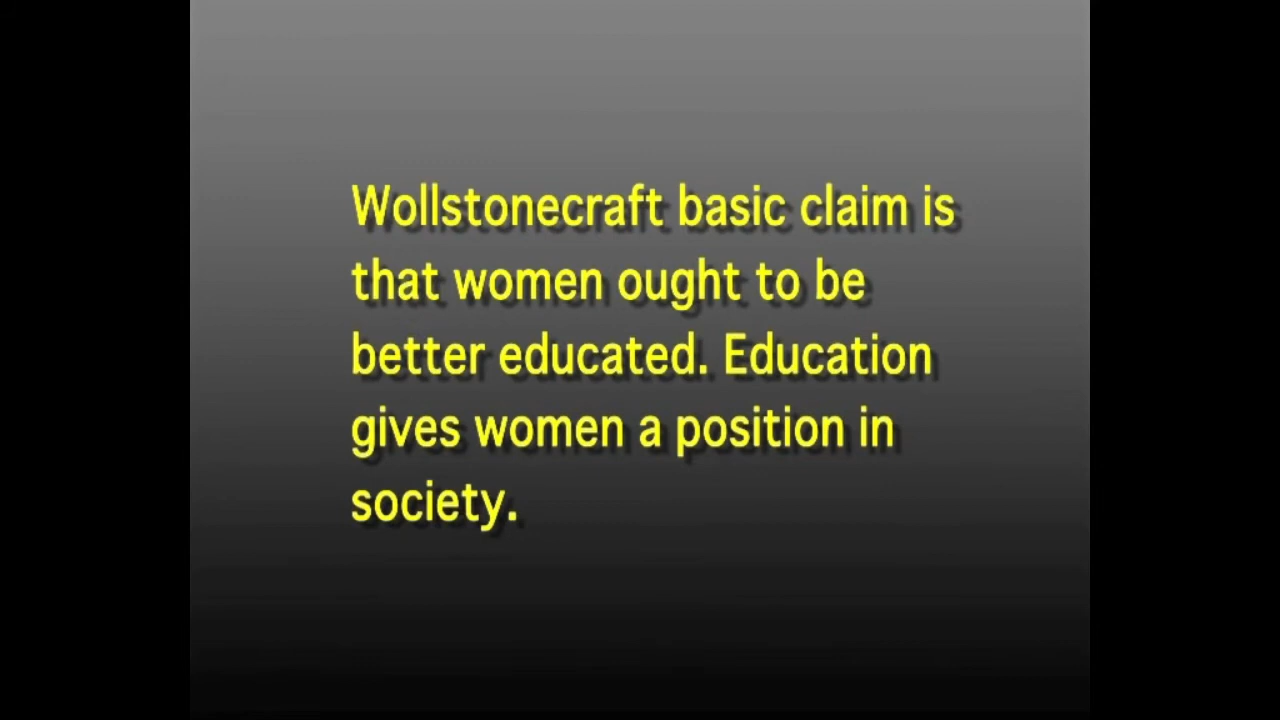 Wollstonecraft basic claim is
that women ought to be
better educated. Education
gives women a position in
society.